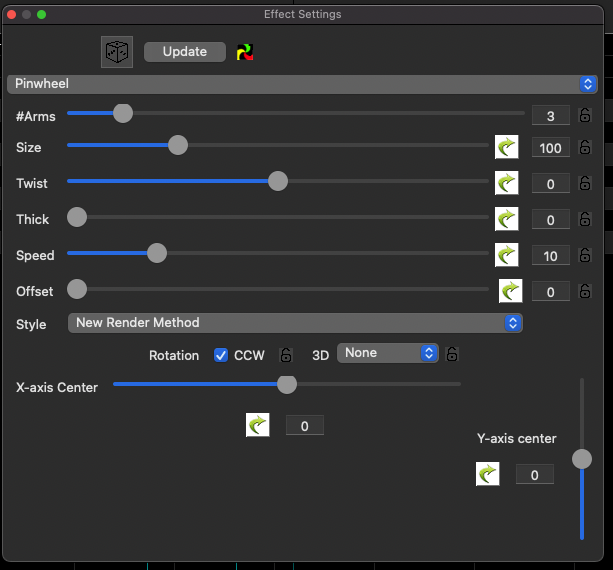 Effect Settings
Update
Pinwheel
#Arms 3
Size 100
Twist 0
Thick 0
Speed 10
Offset 0
Style New Render Method
Rotation CCW 3D None
X-axis Center
0
Y-axis center
0